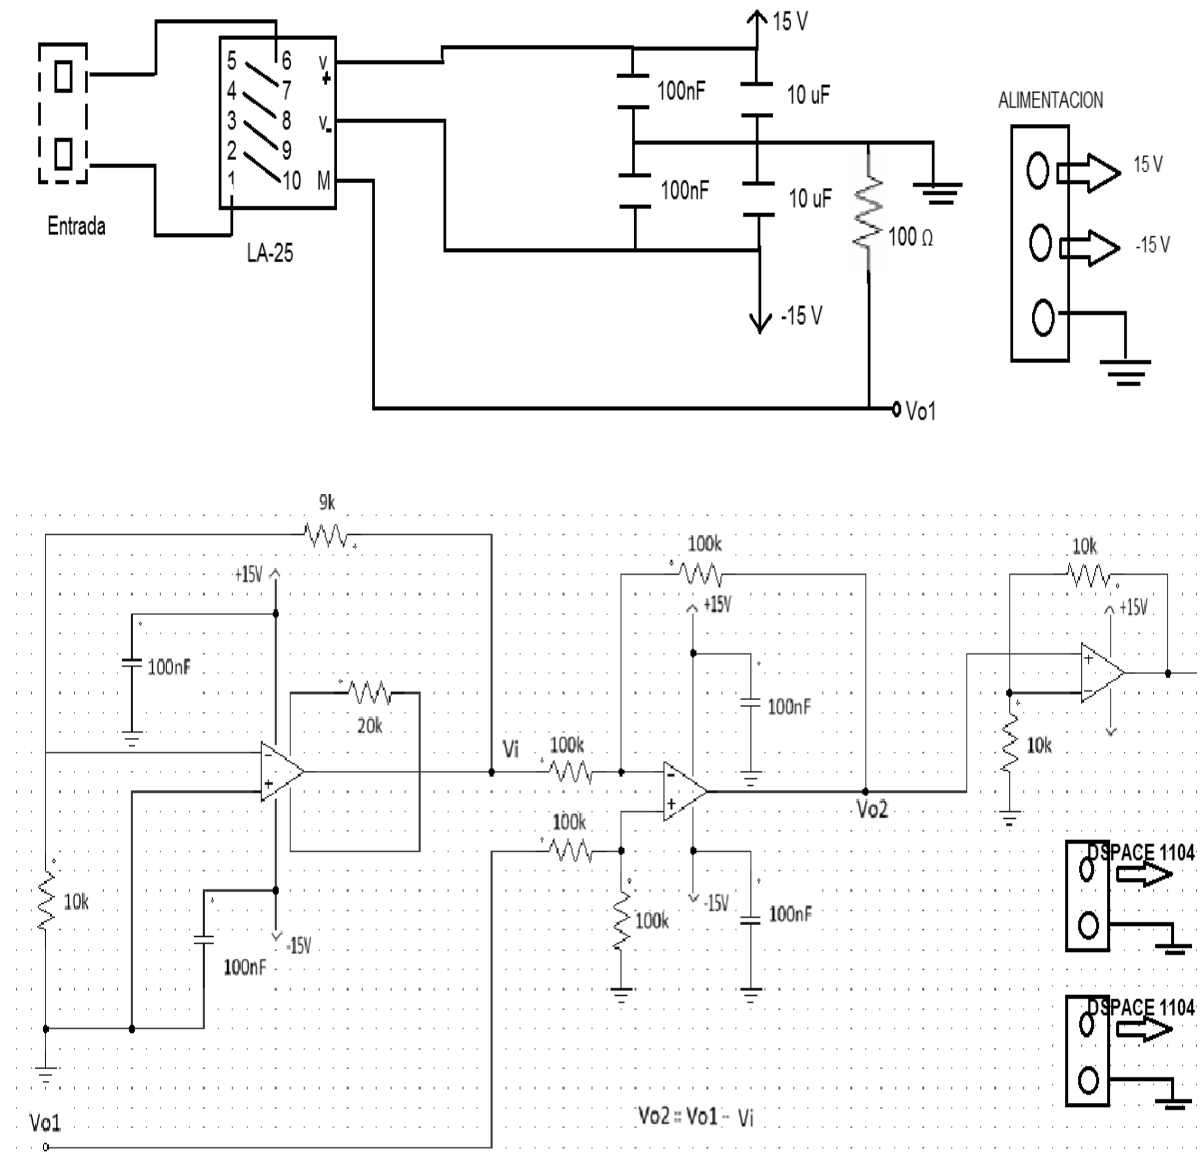 15 V
5 6 V
+
7
4
100nF
10 uF
ALIMENTACION
3 8 V
-
9
2
1 10 M
100nF
10 uF
15 V
Entrada
LA-25
100 Ω
-15 V
-15 V
Vo1
9k
+15V
100nF
20k
Vi
10k
-15V
100nF
100k
+15V
100nF
100k
100k
100k
-15V
100nF
Vo2
10k
+15V
10k
DSPACE 1104
DSPACE 1104
Vo1
Vo2 = Vo1 - Vi